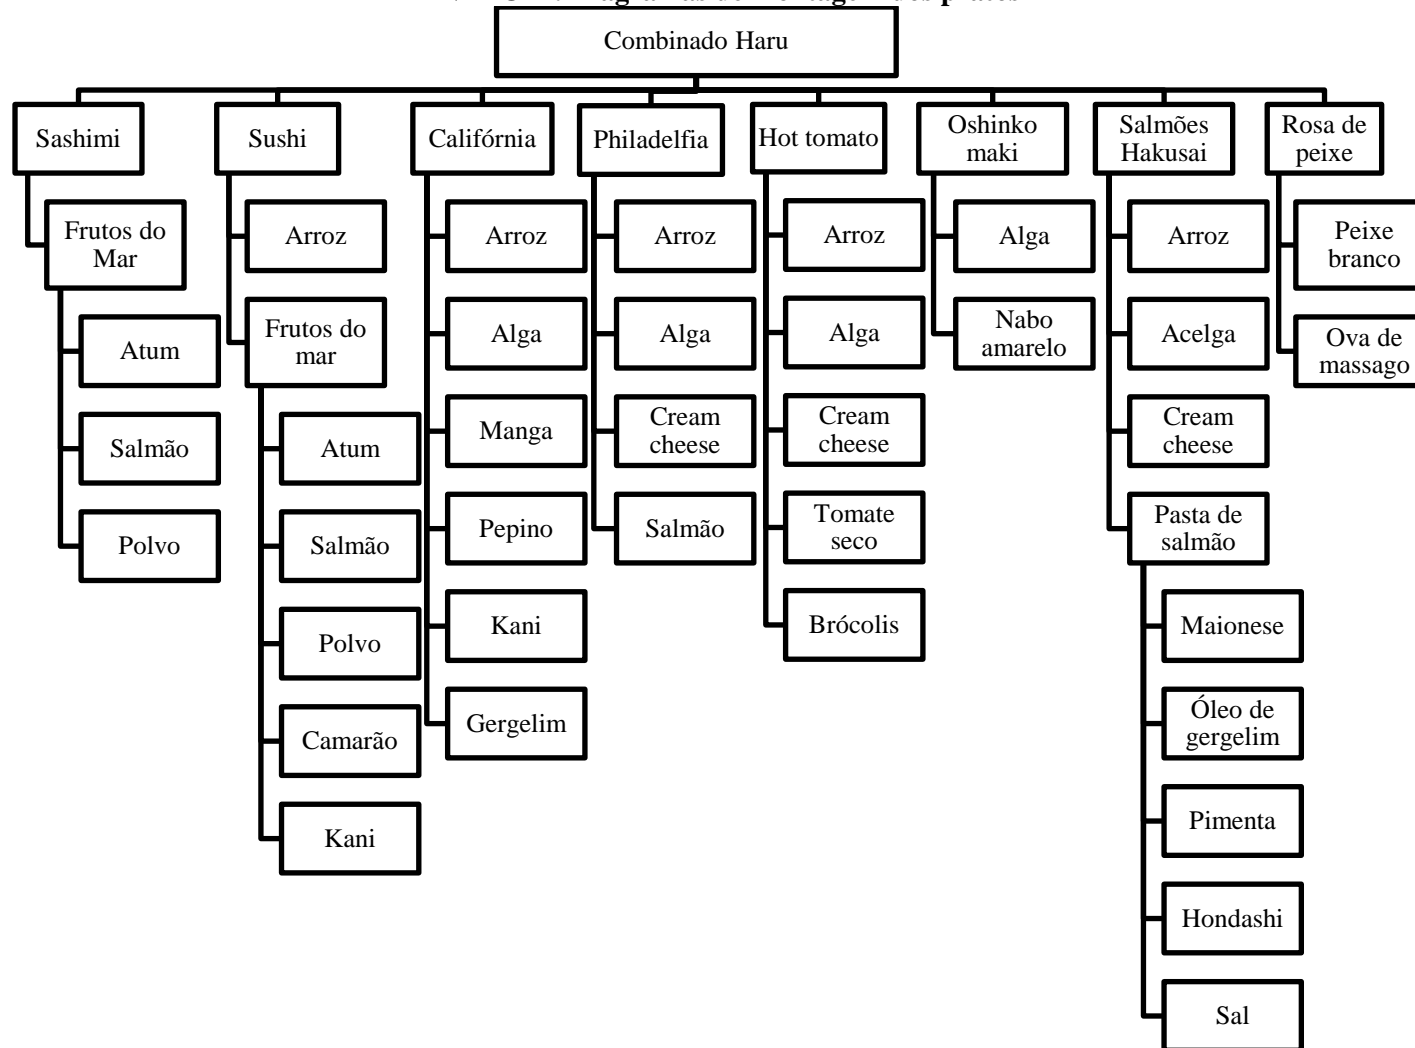 dos
Combinado Haru
Sashimi
Frutos do
Mar
Atum
Salmão
Polvo
Sushi
Arroz
Frutos do
mar
Atum
Salmão
Polvo
Camarão
Kani
Califórnia
Arroz
Alga
Manga
Pepino
Kani
Gergelim
Philadelfia
Arroz
Alga
Cream
cheese
Salmão
Hot tomato
Arroz
Alga
Cream
cheese
Tomate
seco
Brócolis
Oshinko
maki
Alga
Nabo
amarelo
Salmões
Hakusai
Arroz
Acelga
Cream
cheese
Pasta de
salmão
Maionese
Óleo de
gergelim
Pimenta
Hondashi
Sal
Rosa de
peixe
Peixe
branco
Ova de
massago